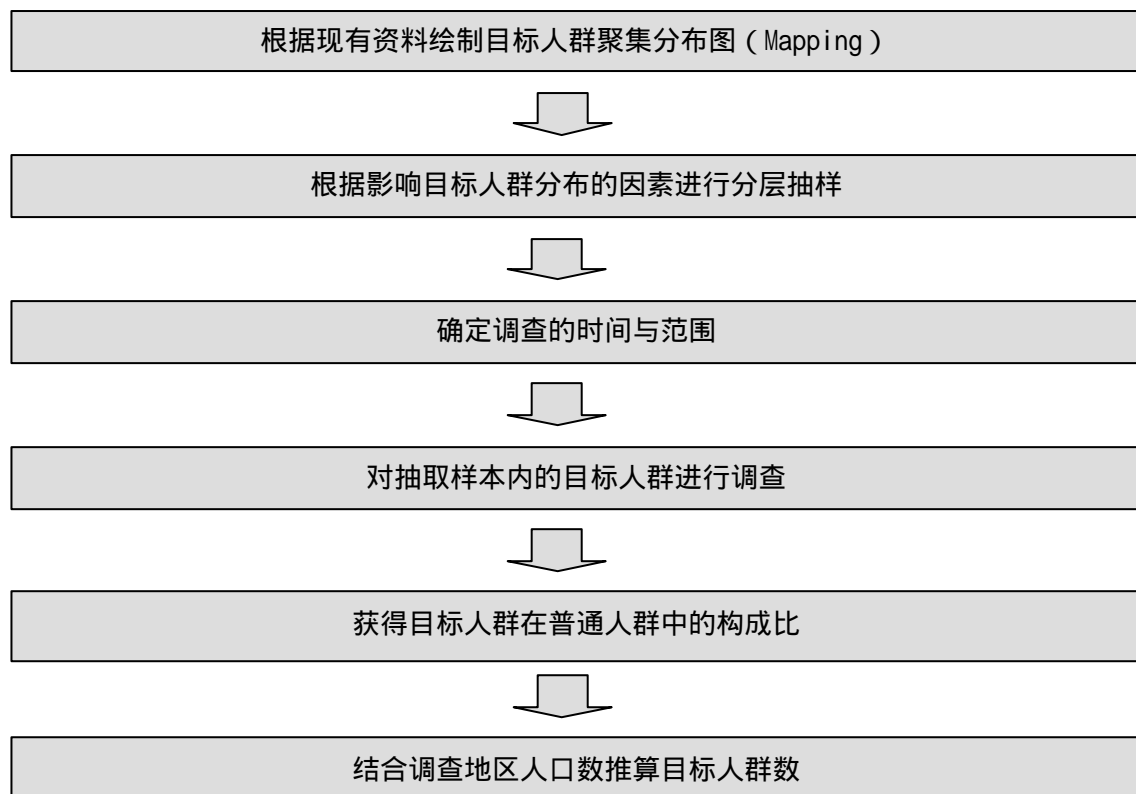 根据现有资料绘制目标人群聚集分布图（Mapping）
根据影响目标人群分布的因素进行分层抽样
确定调查的时间与范围
对抽取样本内的目标人群进行调查
获得目标人群在普通人群中的构成比
结合调查地区人口数推算目标人群数